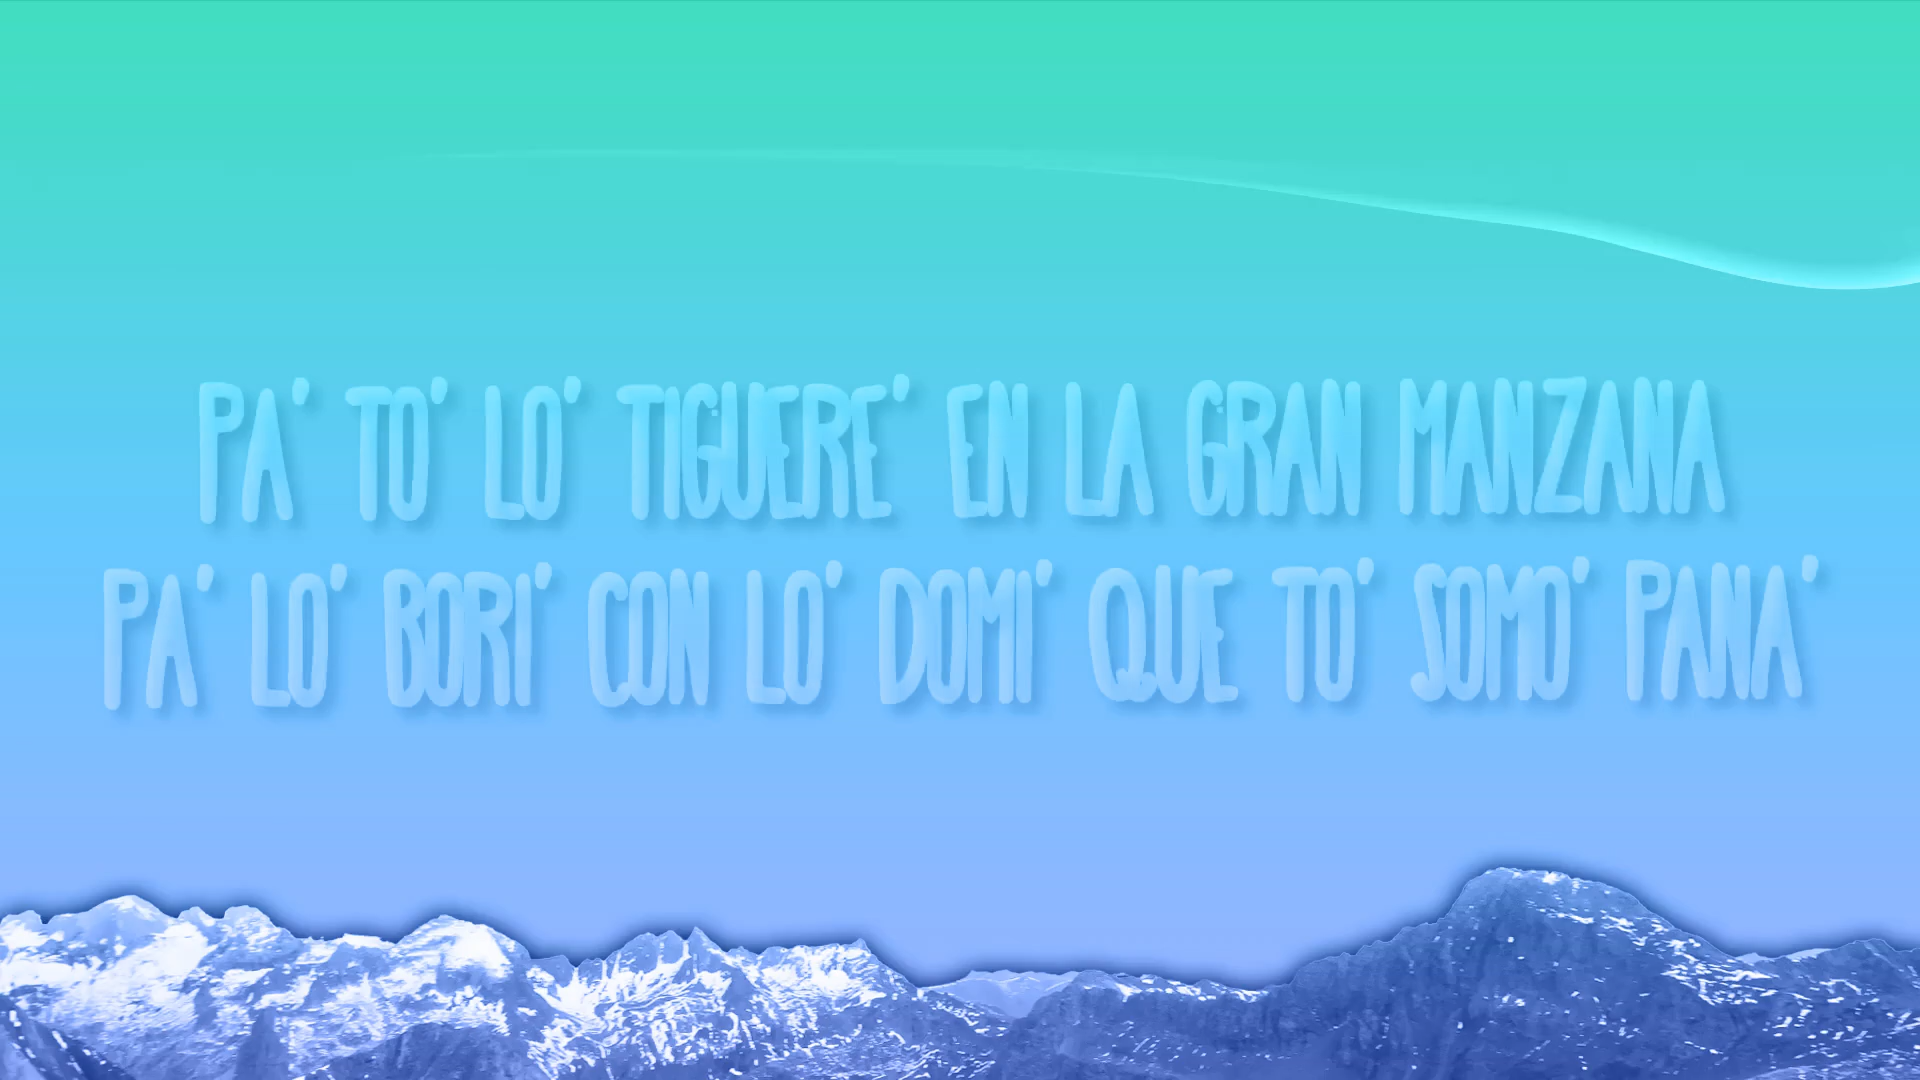 PA' TO' LO' TIGUERE' EN LA GRAN MANZANA
PA' LO' BORI' CON LO' DOMI' QUE TO' SOMO' PANA'